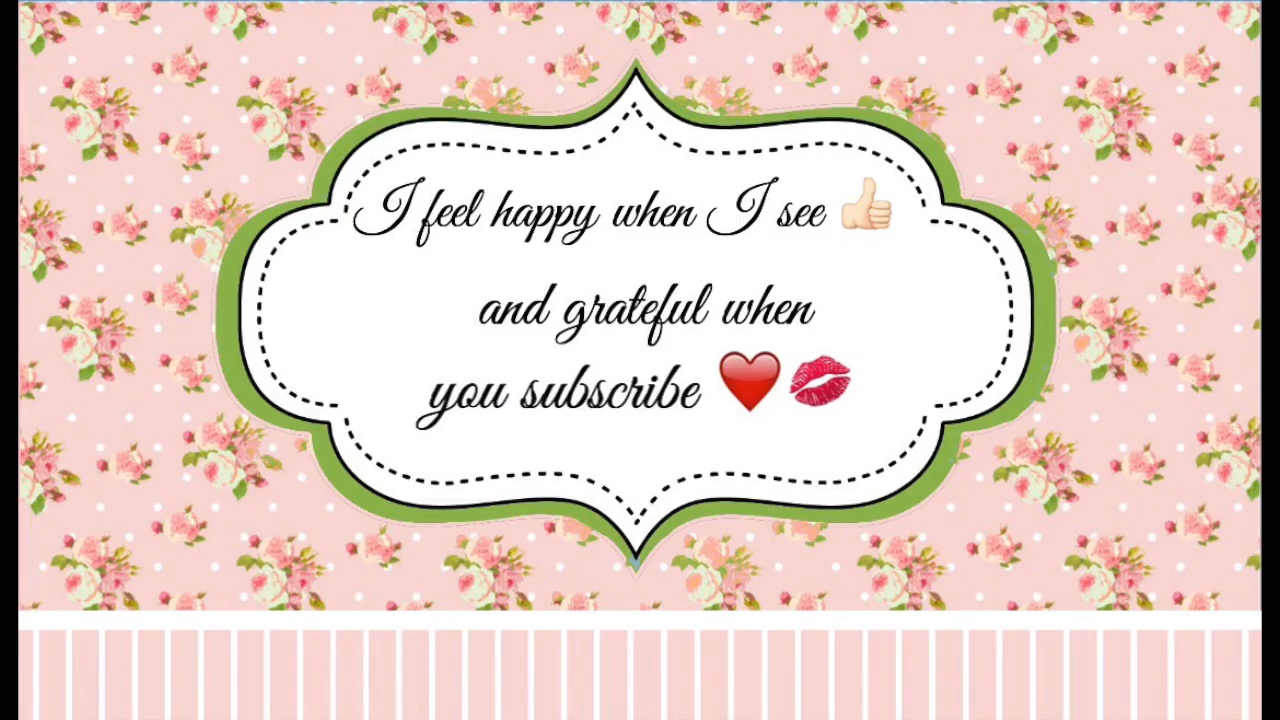 I feel happy when I see 👍🏻
and grateful when
you subscribe ❤️💋